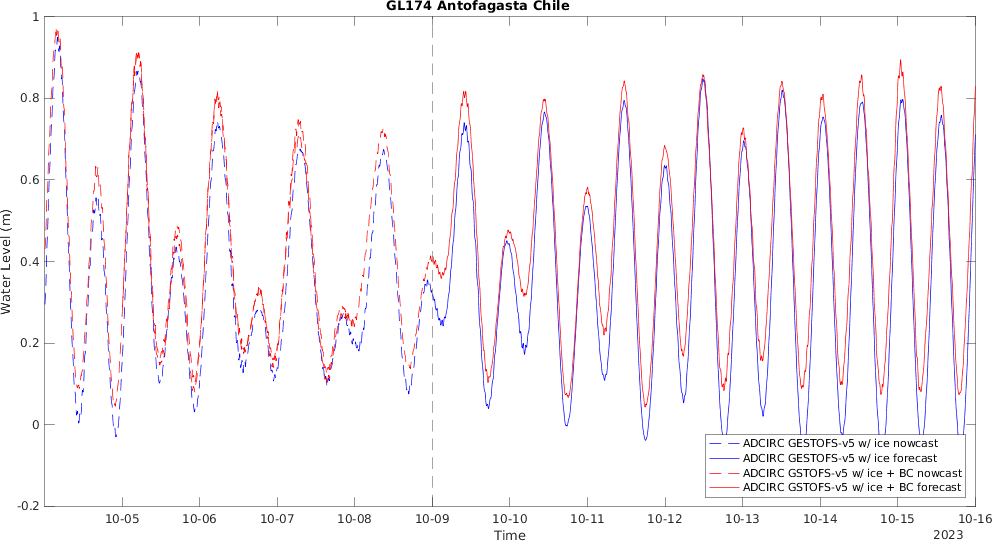 GL174 Antofagasta Chile
1
0.8
0.6
0.4
0.2
0
-0.2
Water Level (m)
ADCIRC GESTOFS-v5 w/ ice nowcast
ADCIRC GESTOFS-v5 w/ ice forecast
ADCIRC GSTOFS-v5 w/ ice + BC nowcast
ADCIRC GSTOFS-v5 w/ ice + BC forecast
10-05 10-06 10-07 10-08 10-09 10-10 10-11 10-12 10-13 10-14 10-15 10-16
Time
2023